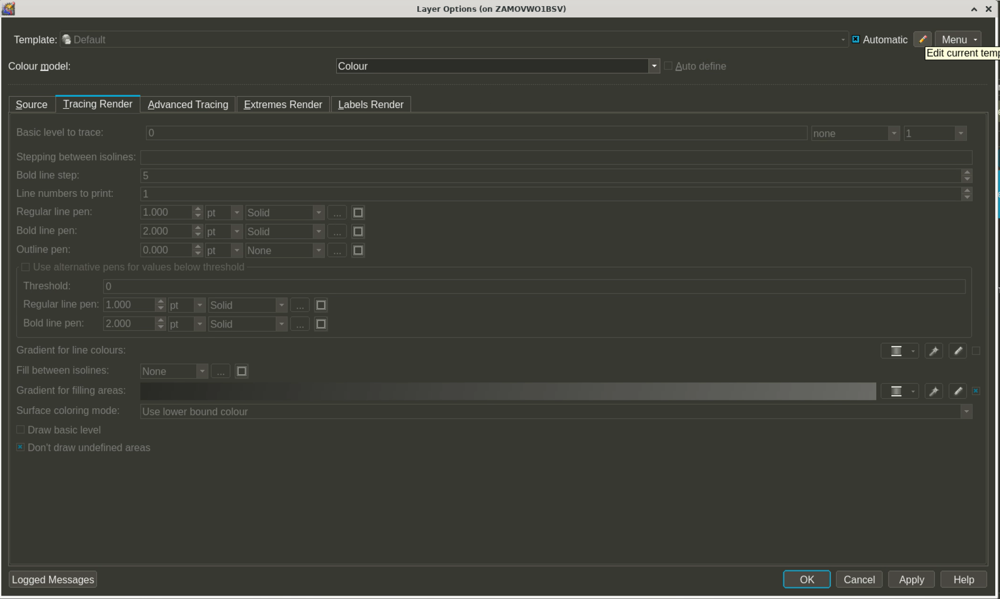 Layer Options (on ZAMOVWO1BSV)
Template: Default Automatic Menu
Edit current temp
Colour model: Colour Auto define
Source Tracing Render Advanced Tracing Extremes Render Labels Render
Basic level to trace: 0 none 1
Stepping between isolines:
Bold line step: 5
Line numbers to print: 1
Regular line pen: 1.000 pt Solid ...
Bold line pen: 2.000 pt Solid ...
Outline pen: 0.000 pt None ...
Use alternative pens for values below threshold
Threshold: 0
Regular line pen: 1.000 pt Solid ...
Bold line pen: 2.000 pt Solid ...
Gradient for line colours:
Fill between isolines: None ...
Gradient for filling areas:
Surface coloring mode: Use lower bound colour
Draw basic level
Don't draw undefined areas
Logged Messages OK Cancel Apply Help